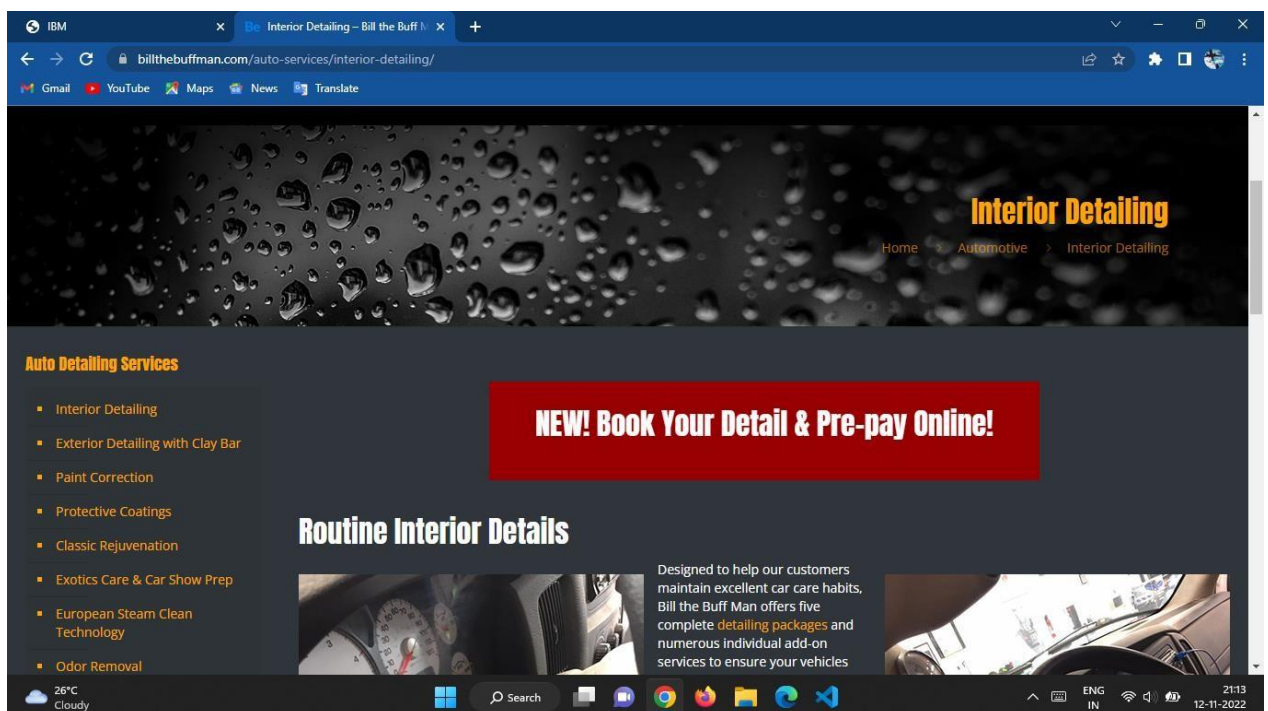 IBM
Be Interior Detailing – Bill the Buff M
billthebuffman.com/auto-services/interior-detailing/
Gmail YouTube Maps News Translate
Interior Detailing
Home Automotive Interior Detailing
Auto Detailing Services
Interior Detailing
Exterior Detailing with Clay Bar
Paint Correction
Protective Coatings
Classic Rejuvenation
Exotics Care & Car Show Prep
European Steam Clean
Technology
Odor Removal
NEW! Book Your Detail & Pre-pay Online!
Routine Interior Details
Designed to help our customers
maintain excellent car care habits,
Bill the Buff Man offers five
complete detailing packages and
numerous individual add-on
services to ensure your vehicles
26°C
Cloudy
Search
ENG
IN
21:13
12-11-2022